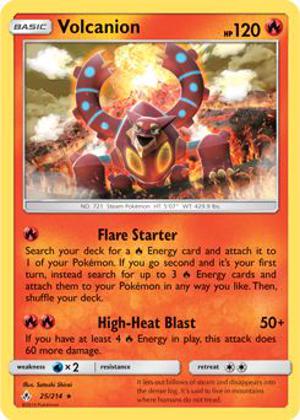 BASIC Volcanion HP 120
NO. 721 Steam Pokémon HT: 5'07" WT: 429.9 lbs.
Flare Starter
Search your deck for a Energy card and attach it
to 1 of your Pokémon. If you go second and it's your first
turn, instead search for up to 3 Energy cards and
attach them to your Pokémon in any way you like. Then,
shuffle your deck.
High-Heat Blast 50+
If you have at least 4 Energy in play, this attack does
60 more damage.
weakness ×2 resistance retreat
Illus. Satoshi Shirai
25/214
It lets out billows of steam and disappears into
the dense fog. It's said to live in mountains
where humans do not tread.